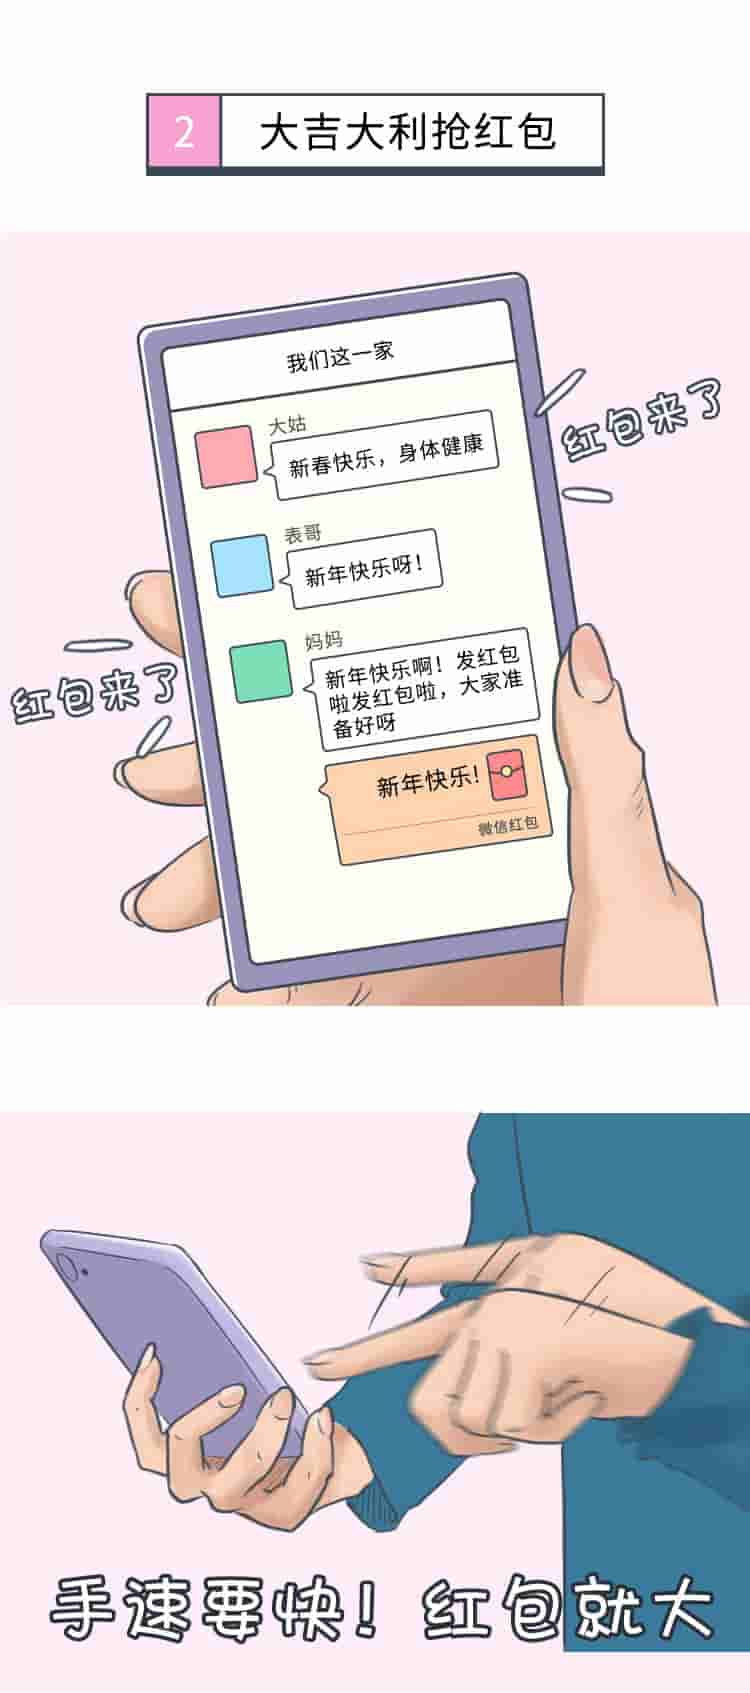 2
大吉大利抢红包
我们这一家
大姑
新春快乐，身体健康
红包来了
表哥
新年快乐呀！
妈妈
新年快乐啊！发红包
啦发红包啦，大家准
备好呀
红包来了
新年快乐！
微信红包
手速要快！红包就大